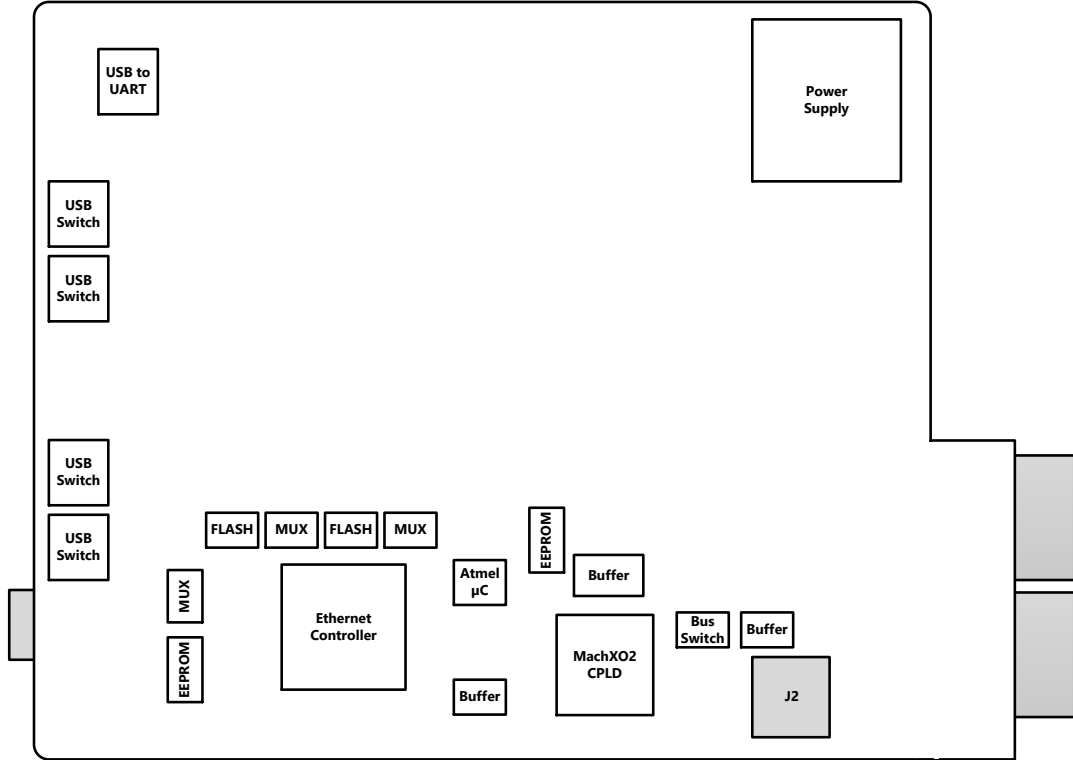 USB to
UART
Power
Supply
USB
Switch
USB
Switch
USB
Switch
USB
Switch
FLASH
MUX
FLASH
MUX
EEPROM
Buffer
Atmel
µC
MUX
Ethernet
Controller
EEPROM
Buffer
MachXO2
CPLD
Bus
Switch
Buffer
J2